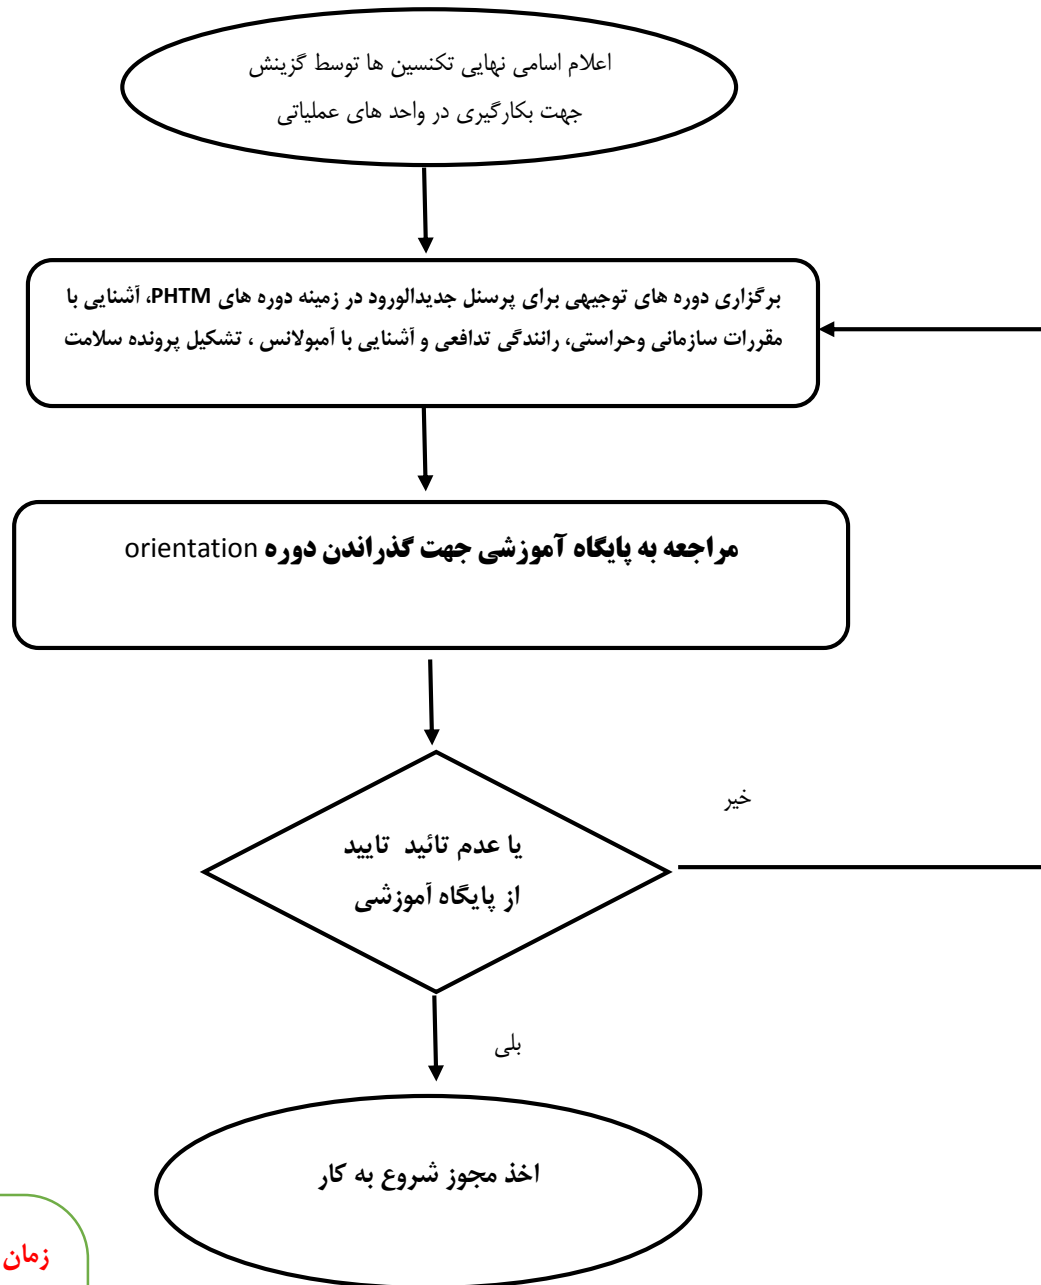 اعلام اسامی نهایی تکنسین ها توسط گزینش
جهت بکارگیری در واحد های عملیاتی
برگزاری دوره های توجیهی برای پرسنل جدیدالورود در زمینه دوره های PHTM، آشنایی با
مقررات سازمانی وحراستی، رانندگی تدافعی و آشنایی با آمبولانس ، تشکیل پرونده سلامت
مراجعه به پایگاه آموزشی جهت گذراندن دوره orientation
خیر
یا عدم تائید تایید
از پایگاه آموزشی
بلی
اخذ مجوز شروع به کار
زمان